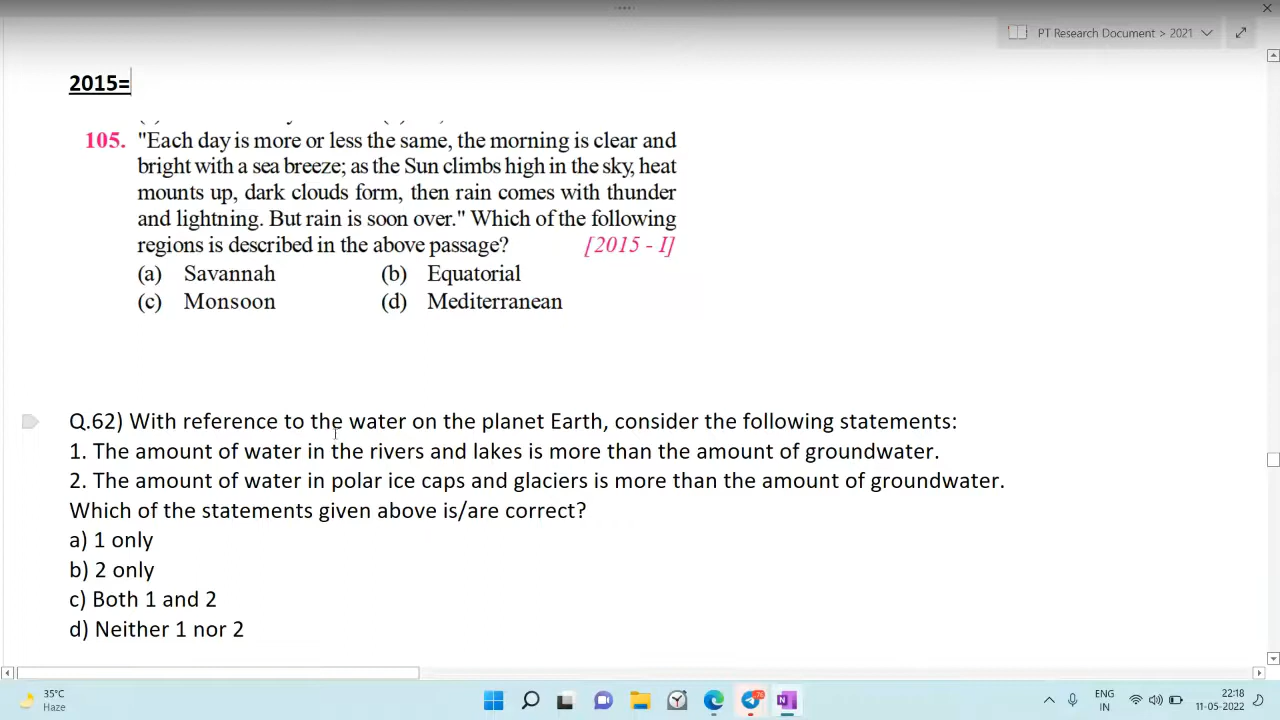 PT Research Document > 2021
2015=
105. "Each day is more or less the same, the morning is clear and
bright with a sea breeze; as the Sun climbs high in the sky, heat
mounts up, dark clouds form, then rain comes with thunder
and lightning. But rain is soon over." Which of the following
regions is described in the above passage? [2015 - I]
(a) Savannah (b) Equatorial
(c) Monsoon (d) Mediterranean
Q.62) With reference to the water on the planet Earth, consider the following statements:
1. The amount of water in the rivers and lakes is more than the amount of groundwater.
2. The amount of water in polar ice caps and glaciers is more than the amount of groundwater.
Which of the statements given above is/are correct?
a) 1 only
b) 2 only
c) Both 1 and 2
d) Neither 1 nor 2
35°C
Haze
ENG
IN
22:18
11-05-2022